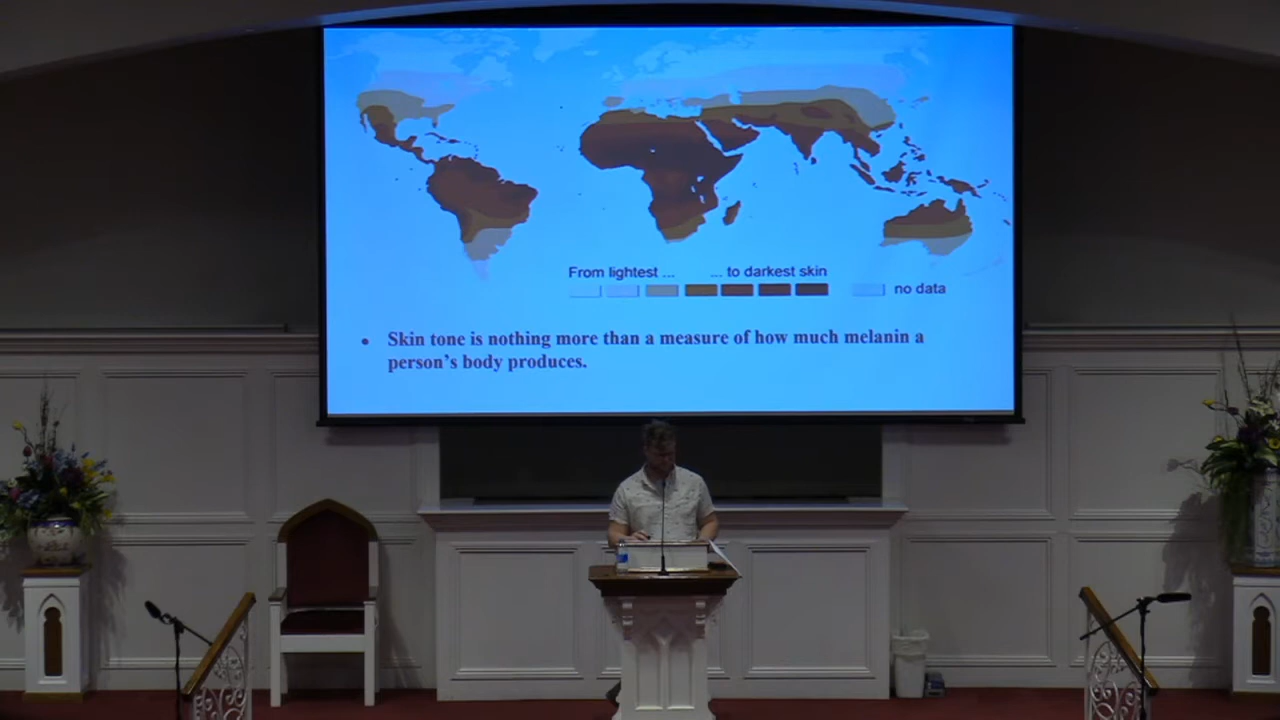 From lightest ... ... to darkest skin
no data
• Skin tone is nothing more than a measure of how much melanin a
person's body produces.